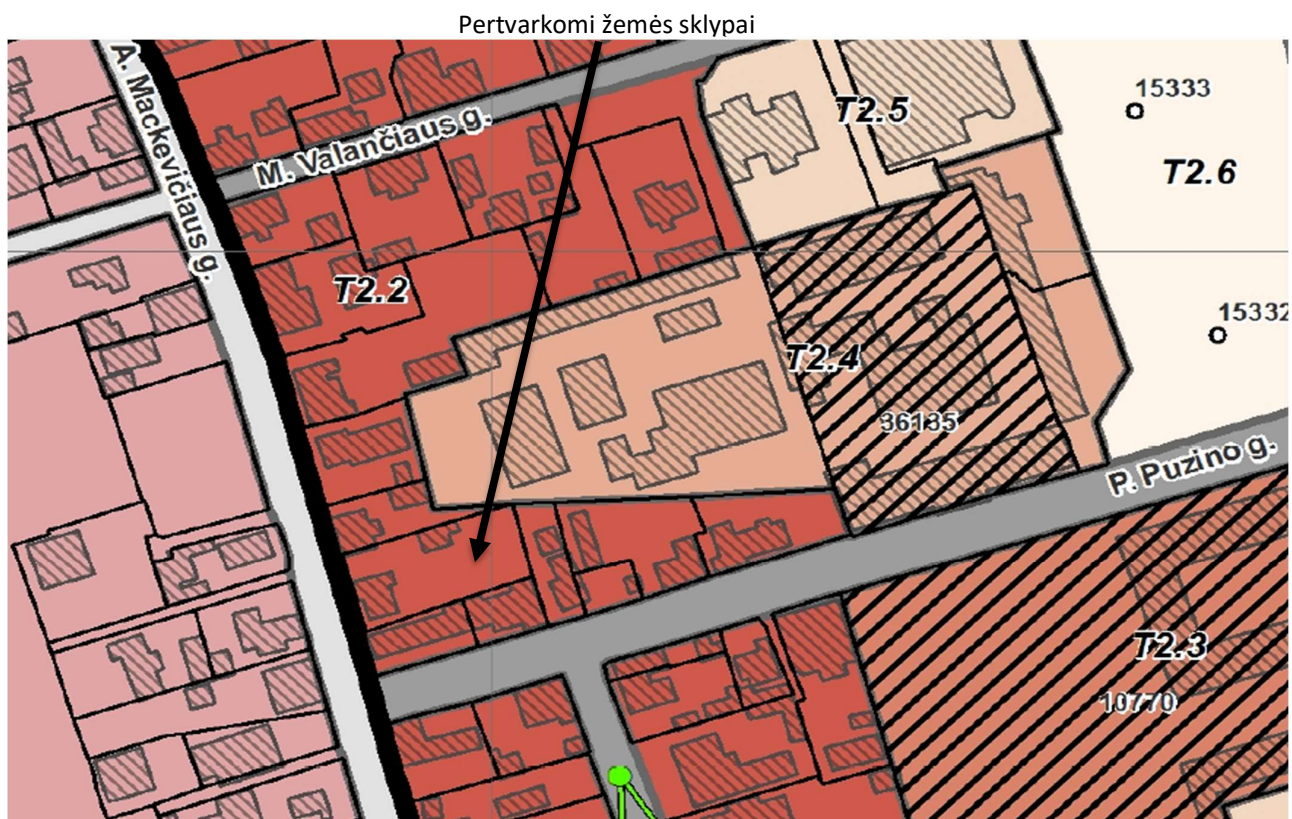 Pertvarkomi žemės sklypai
A. Mackevičiaus g.
M. Valančiaus g.
T2.5
15333
T2.6
T2.2
15332
T2.4
36135
P. Puzino g.
T2.3
10770